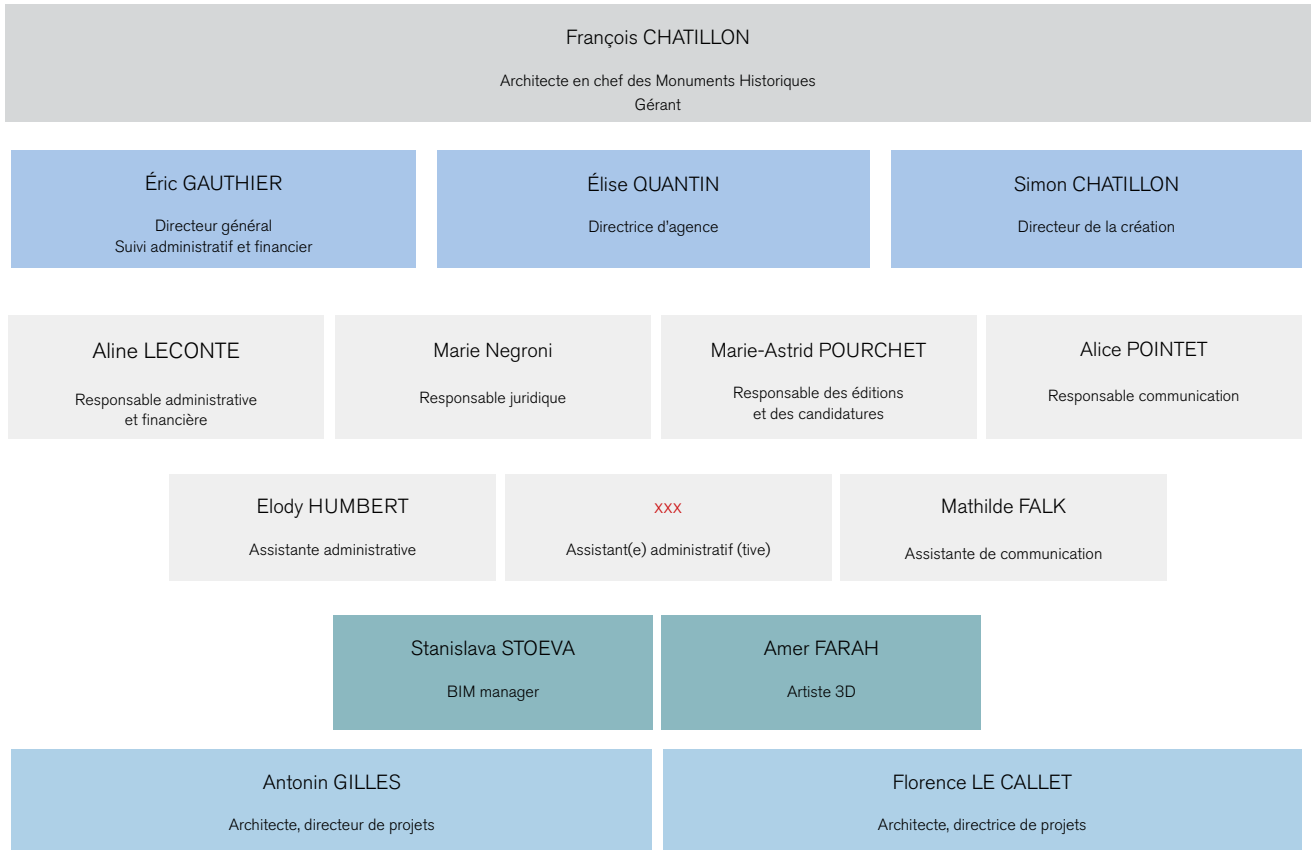 François CHATILLON
Architecte en chef des Monuments Historiques
Gérant
Éric GAUTHIER
Directeur général
Suivi administratif et financier
Élise QUANTIN
Directrice d'agence
Simon CHATILLON
Directeur de la création
Aline LECONTE
Responsable administrative
et financière
Marie Negroni
Responsable juridique
Marie-Astrid POURCHET
Responsable des éditions
et des candidatures
Alice POINTET
Responsable communication
Elody HUMBERT
Assistante administrative
xxx
Assistant(e) administratif (tive)
Mathilde FALK
Assistante de communication
Stanislava STOEVA
BIM manager
Amer FARAH
Artiste 3D
Antonin GILLES
Architecte, directeur de projets
Florence LE CALLET
Architecte, directrice de projets